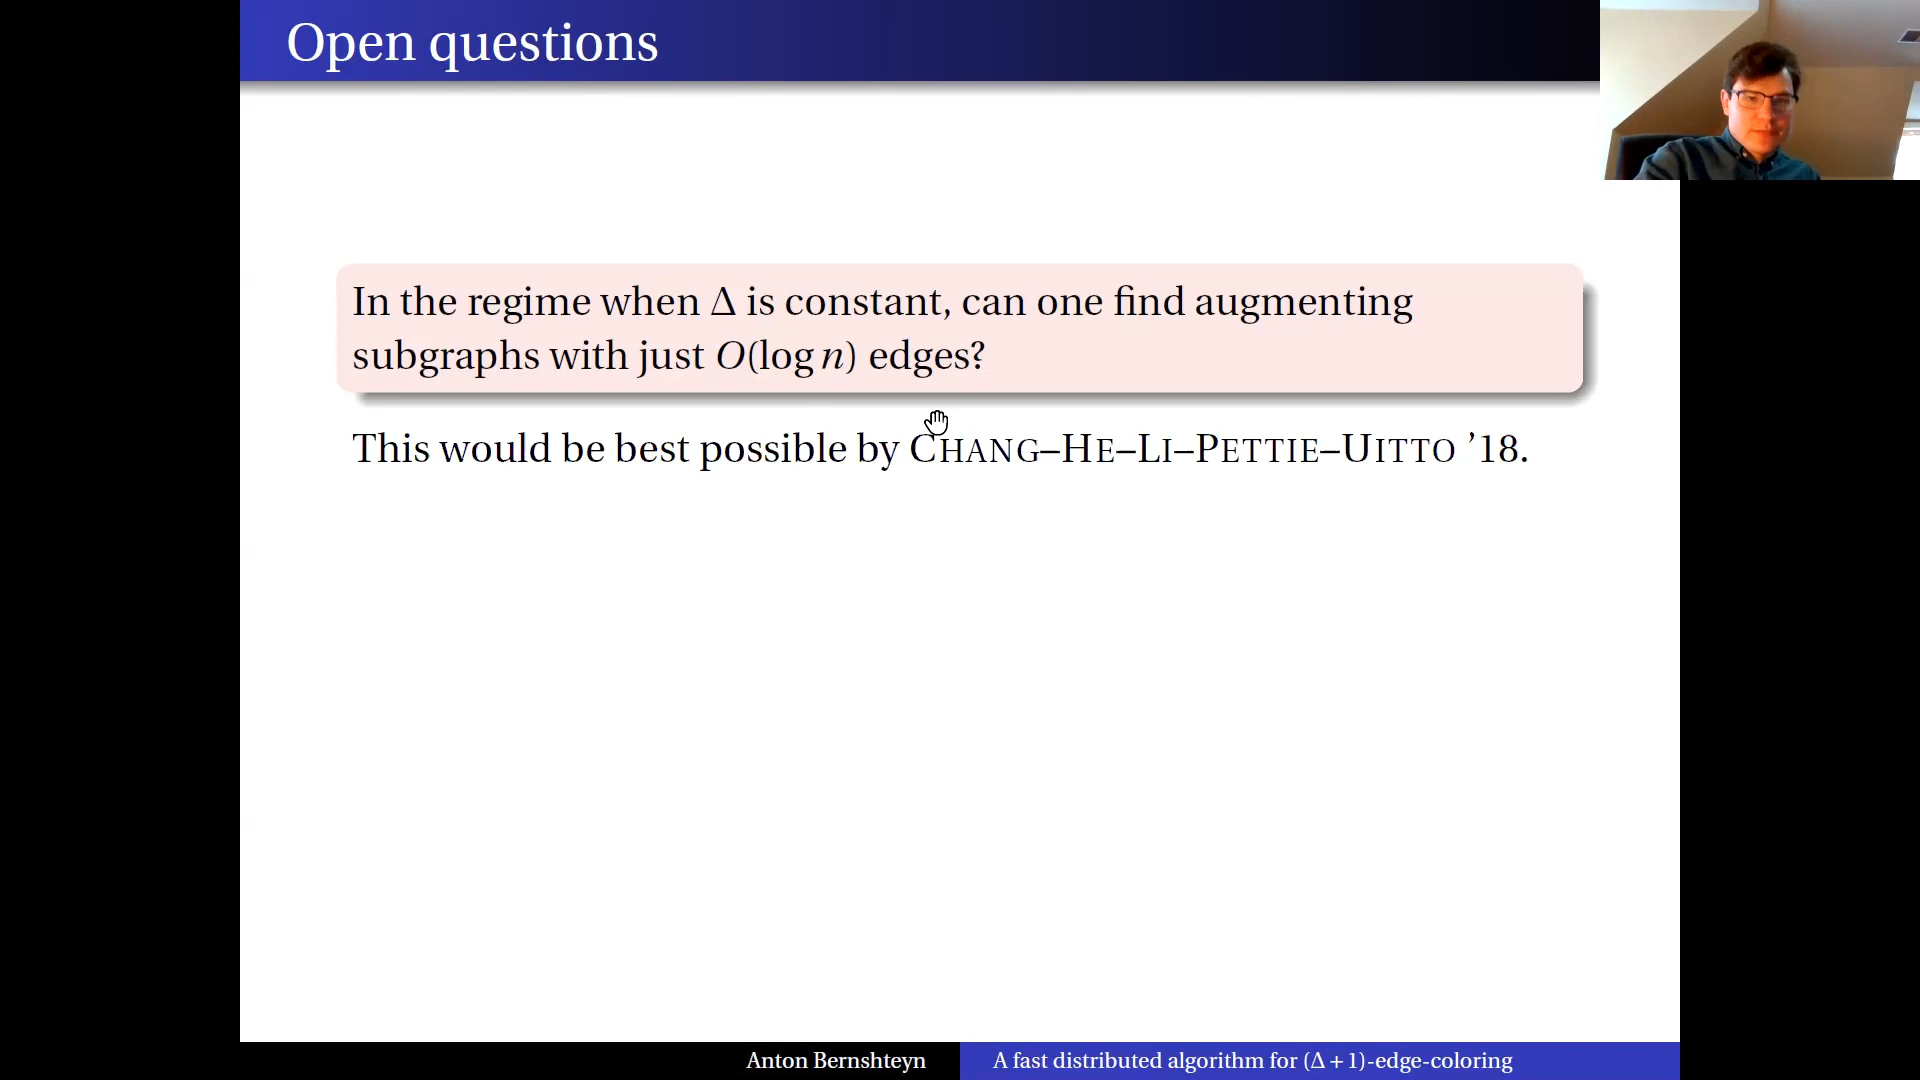 Open questions
In the regime when Δ is constant, can one find augmenting
subgraphs with just O(log n) edges?
This would be best possible by CHANG–HE–LI–PETTIE–UITTO ’18.
Anton Bernshteyn
A fast distributed algorithm for (Δ + 1)-edge-coloring